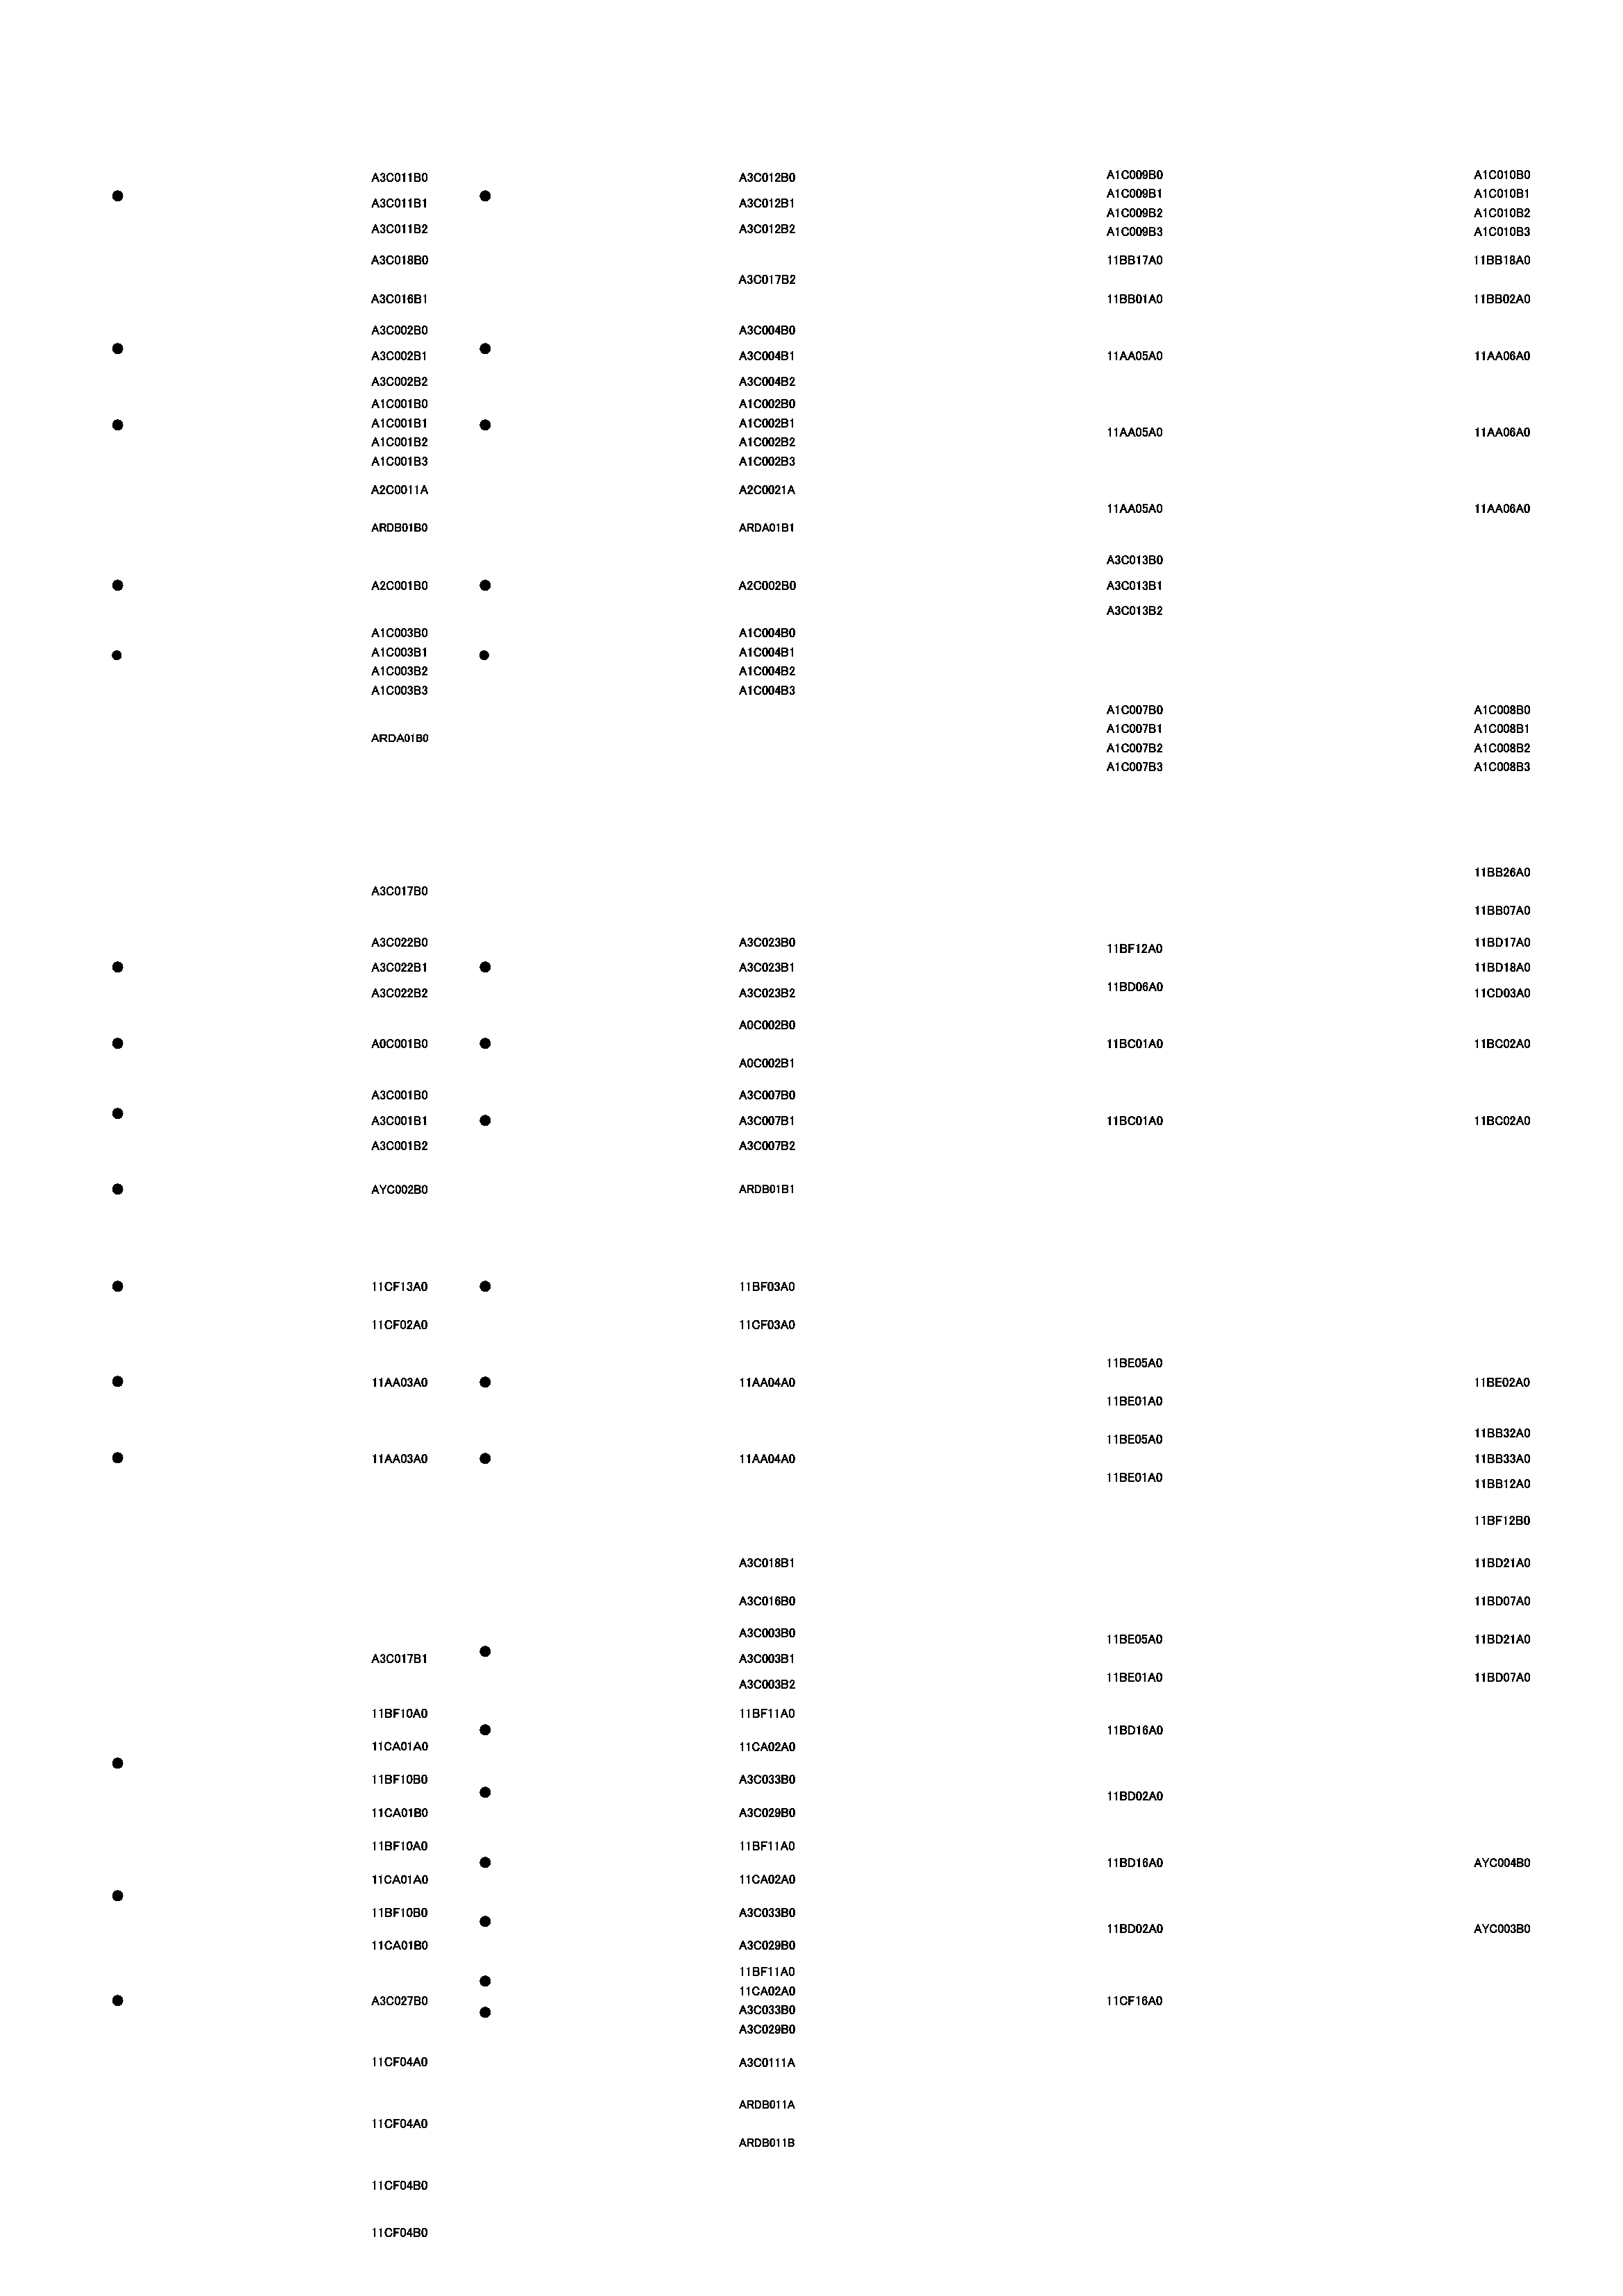 ● A3C011B0 ● A3C012B0 A1C009B0 A1C010B0
A3C011B1 A3C012B1 A1C009B1 A1C010B1
A3C011B2 A3C012B2 A1C009B2 A1C010B2
A1C009B3 A1C010B3
A3C018B0 11BB17A0 11BB18A0
A3C017B2
A3C016B1 11BB01A0 11BB02A0
A3C002B0 A3C004B0
● A3C002B1 ● A3C004B1 11AA05A0 11AA06A0
A3C002B2 A3C004B2
A1C001B0 A1C002B0
● A1C001B1 ● A1C002B1
11AA05A0 11AA06A0
A1C001B2 A1C002B2
A1C001B3 A1C002B3
A2C0011A A2C0021A
11AA05A0 11AA06A0
ARDB01B0 ARDA01B1
A3C013B0
● A2C001B0 ● A2C002B0 A3C013B1
A3C013B2
A1C003B0 A1C004B0
● A1C003B1 ● A1C004B1
A1C003B2 A1C004B2
A1C003B3 A1C004B3
A1C007B0 A1C008B0
A1C007B1 A1C008B1
ARDA01B0
A1C007B2 A1C008B2
A1C007B3 A1C008B3
11BB26A0
A3C017B0
11BB07A0
A3C022B0 A3C023B0 11BD17A0
11BF12A0
● A3C022B1 ● A3C023B1 11BD18A0
11BD06A0
A3C022B2 A3C023B2 11CD03A0
A0C002B0
● A0C001B0 ● 11BC01A0 11BC02A0
A0C002B1
A3C001B0 A3C007B0
● A3C001B1 ● A3C007B1 11BC01A0 11BC02A0
A3C001B2 A3C007B2
● AYC002B0 ARDB01B1
● 11CF13A0 ● 11BF03A0
11CF02A0 11CF03A0
11BE05A0
● 11AA03A0 ● 11AA04A0 11BE02A0
11BE01A0
11BB32A0
11BE05A0
● 11AA03A0 ● 11AA04A0 11BB33A0
11BE01A0
11BB12A0
11BF12B0
A3C018B1 11BD21A0
A3C016B0 11BD07A0
A3C003B0
11BE05A0 11BD21A0
A3C017B1 ● A3C003B1
11BE01A0 11BD07A0
A3C003B2
11BF10A0 11BF11A0
● 11BD16A0
11CA01A0 11CA02A0
●
11BF10B0 A3C033B0
● 11BD02A0
11CA01B0 A3C029B0
11BF10A0 11BF11A0
● 11BD16A0 AYC004B0
11CA01A0 11CA02A0
●
11BF10B0 A3C033B0
● 11BD02A0 AYC003B0
11CA01B0 A3C029B0
11BF11A0
● 11CA02A0
● A3C027B0 11CF16A0
● A3C033B0
A3C029B0
11CF04A0 A3C0111A
ARDB011A
11CF04A0
ARDB011B
11CF04B0
11CF04B0